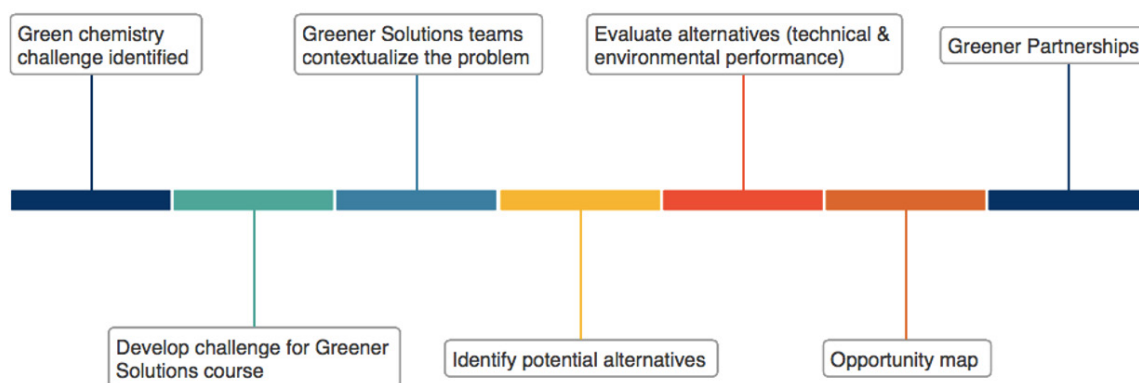 Green chemistry
challenge identified
Greener Solutions teams
contextualize the problem
Evaluate alternatives (technical &
environmental performance)
Greener Partnerships
Develop challenge for Greener
Solutions course
Identify potential alternatives
Opportunity map